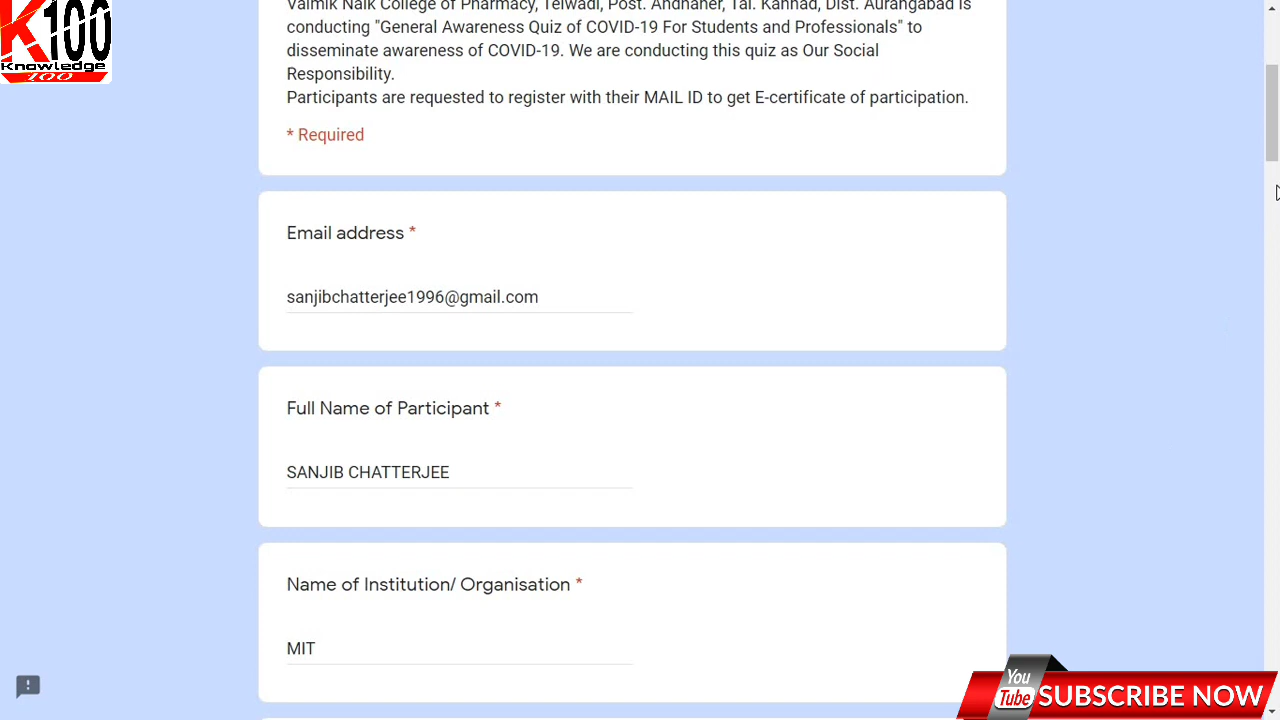 K100
Knowledge
100
Valmik Naik College of Pharmacy, Telwadi, Post. Andhaner, Tal. Kannad, Dist. Aurangabad is
conducting "General Awareness Quiz of COVID-19 For Students and Professionals" to
disseminate awareness of COVID-19. We are conducting this quiz as Our Social
Responsibility.
Participants are requested to register with their MAIL ID to get E-certificate of participation.
* Required
Email address *
sanjibchatterjee1996@gmail.com
Full Name of Participant *
SANJIB CHATTERJEE
Name of Institution/ Organisation *
MIT
You
Tube SUBSCRIBE NOW